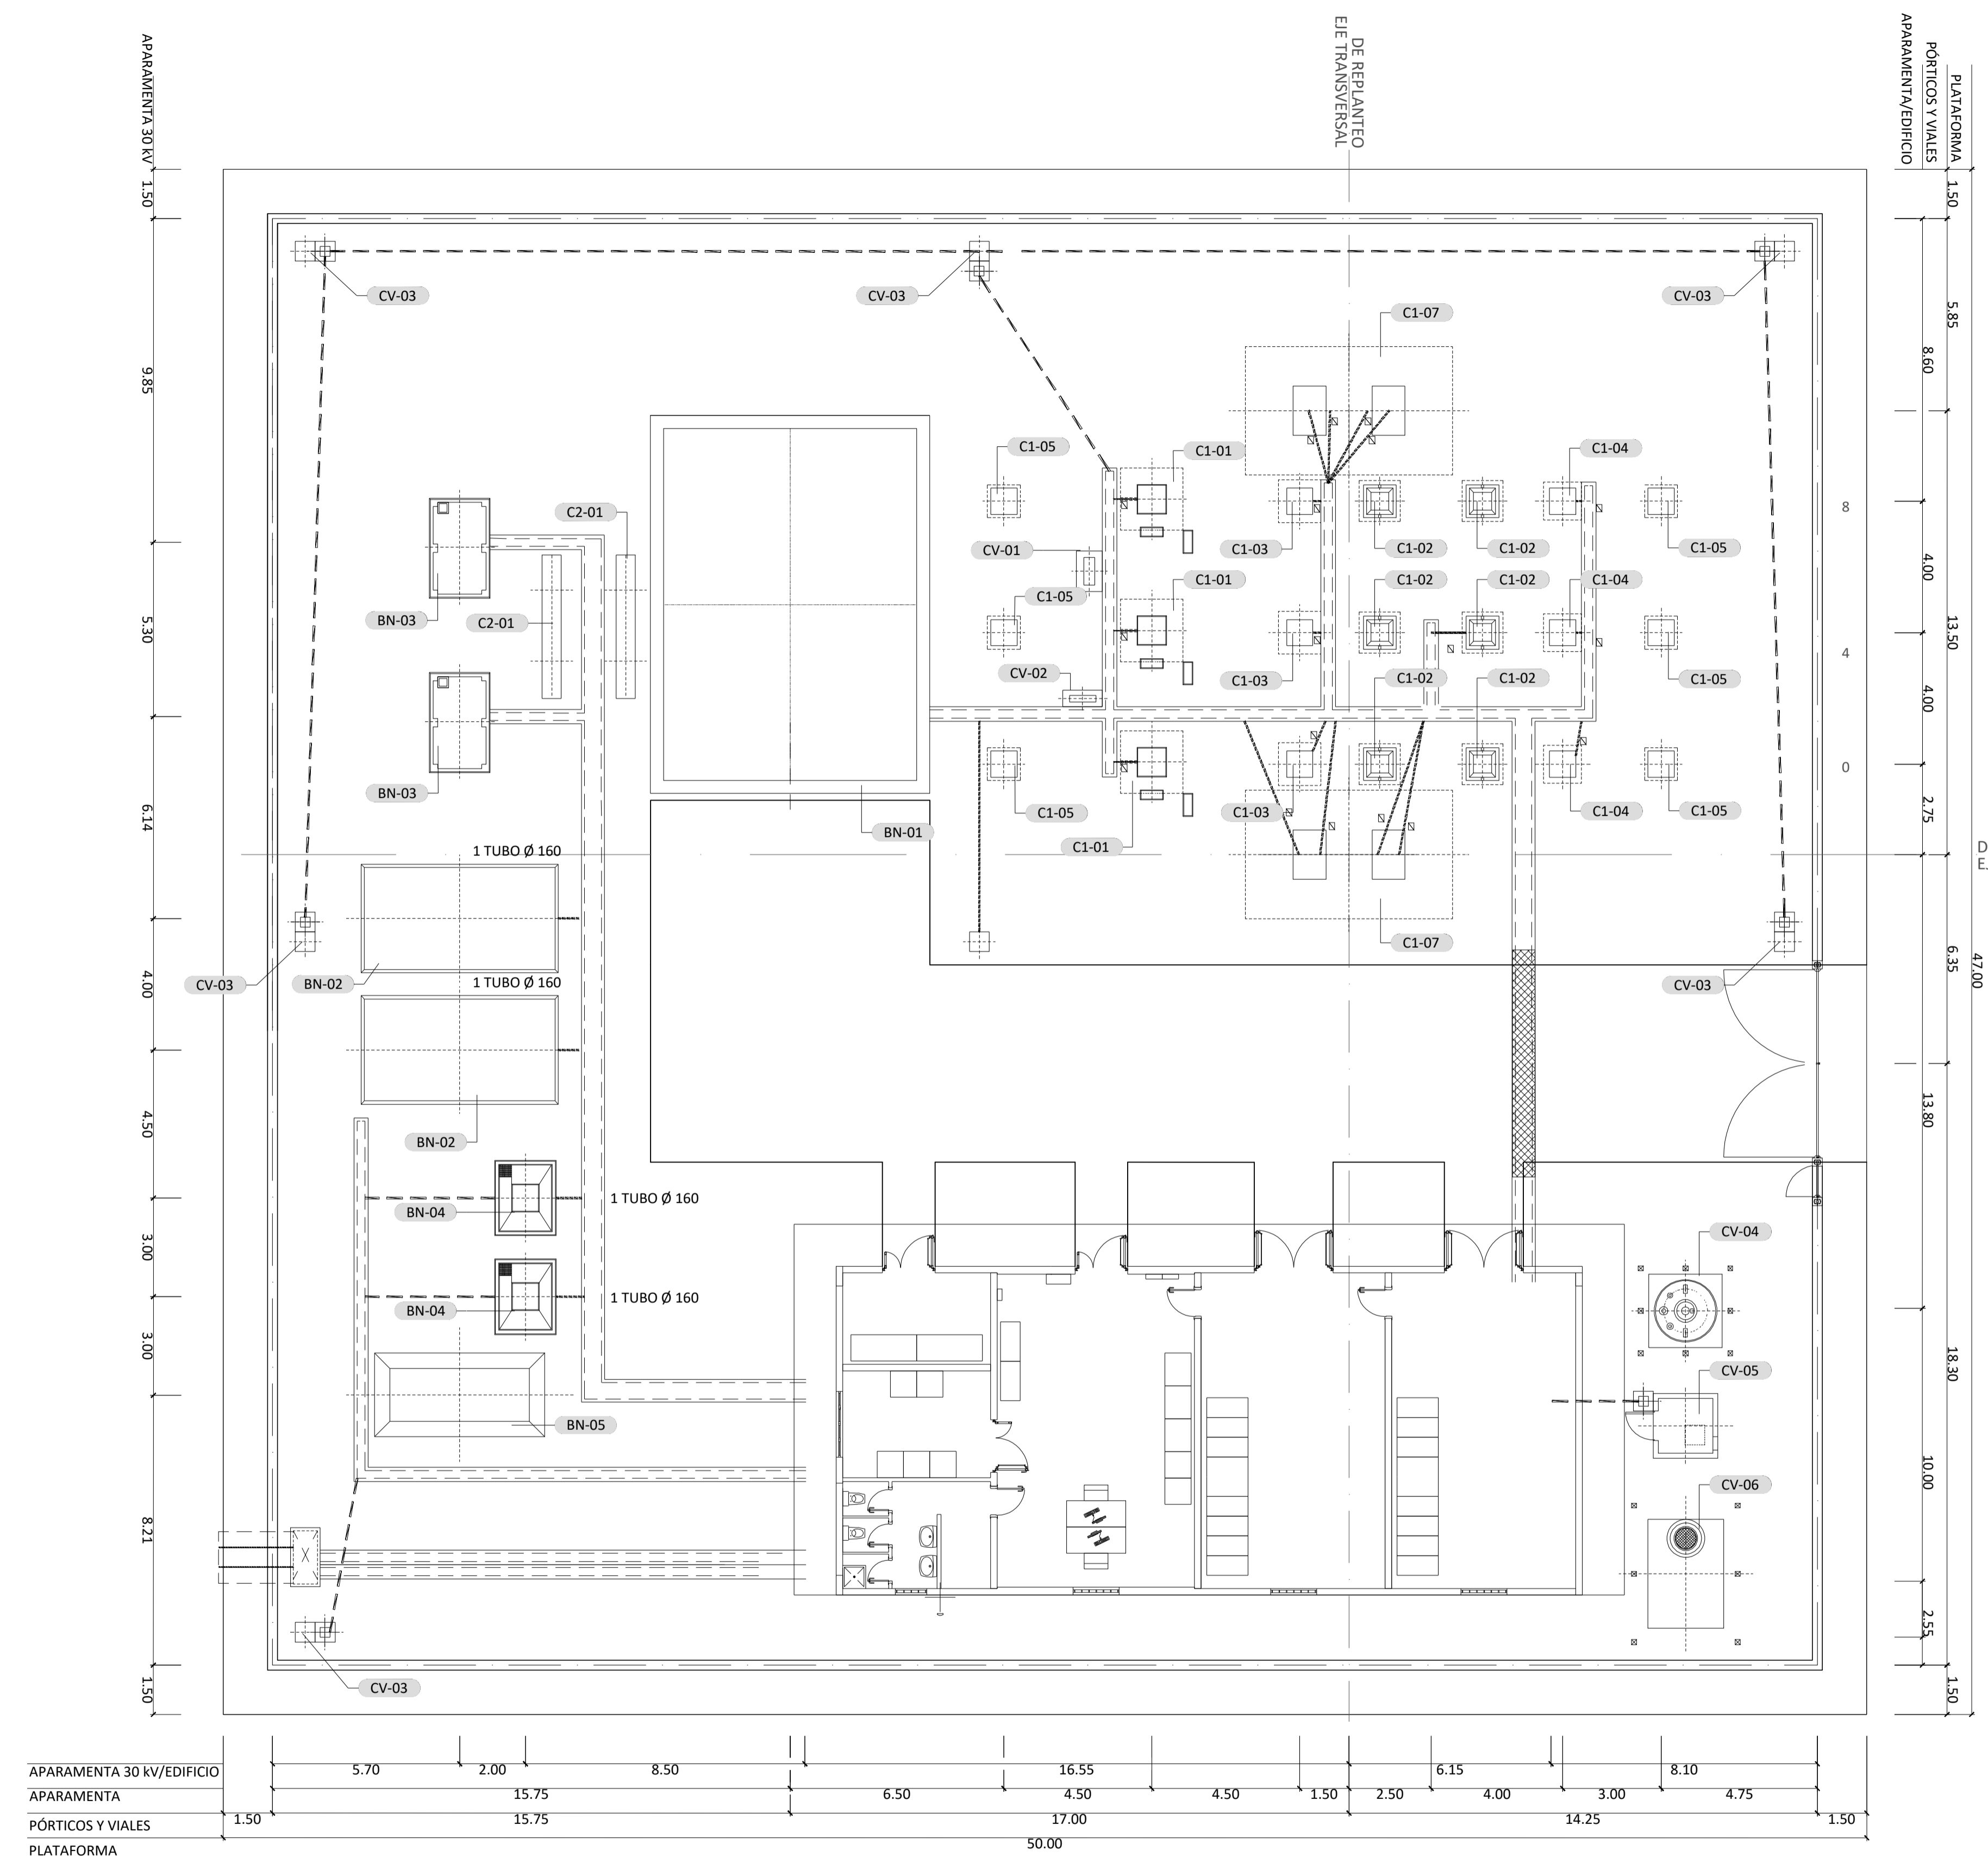 EJE TRANSVERSAL
DE REPLANTEO
APARAMENTA 30 kV
APARAMENTA/EDIFICIO
PÓRTICOS Y VIALES
PLATAFORMA
1.50
9.85
5.30
6.14
4.00
4.50
3.00
3.00
8.21
1.50
CV-03
CV-03
CV-03
C1-07
C1-05
C1-01
C1-04
C2-01
CV-01
C1-03
C1-02
C1-02
C1-05
C1-05
C1-01
C1-02
C1-02
C1-04
BN-03
C2-01
CV-02
C1-03
C1-02
C1-02
C1-05
BN-03
C1-05
C1-03
C1-04
C1-05
BN-01
C1-01
1 TUBO Ø 160
C1-07
CV-03
BN-02
1 TUBO Ø 160
CV-03
BN-02
BN-04
1 TUBO Ø 160
CV-04
BN-04
1 TUBO Ø 160
CV-05
BN-05
CV-06
CV-03
8
4
0
8.60
4.00
4.00
2.75
13.80
10.00
2.55
1.50
5.85
13.50
6.35
18.30
1.50
47.00
D
E
APARAMENTA 30 kV/EDIFICIO 5.70 2.00 8.50 16.55 6.15 8.10
APARAMENTA 15.75 6.50 4.50 4.50 1.50 2.50 4.00 3.00 4.75
PÓRTICOS Y VIALES 1.50 15.75 17.00 14.25 1.50
PLATAFORMA 50.00